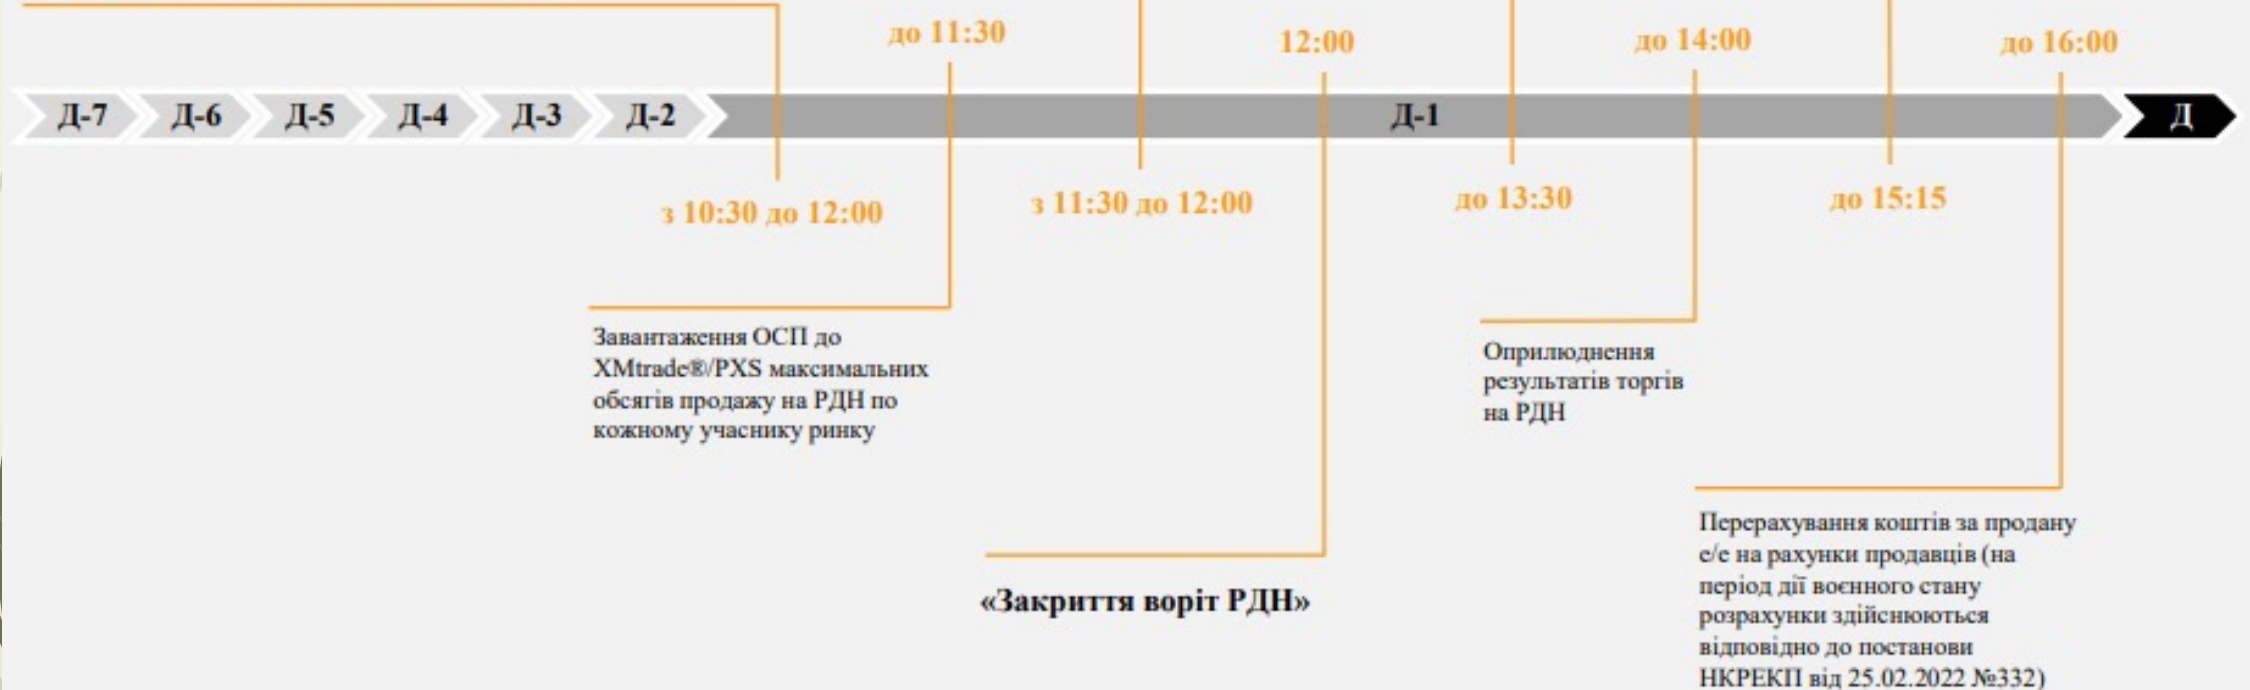 до 11:30
12:00
до 14:00
до 16:00
Д-7
Д-6
Д-5
Д-4
Д-3
Д-2
Д-1
Д
з 10:30 до 12:00
з 11:30 до 12:00
до 13:30
до 15:15
Завантаження ОСП до
XMtrade®/PXS максимальних
обсягів продажу на РДН по
кожному учаснику ринку
Оприлюднення
результатів торгів
на РДН
«Закриття воріт РДН»
Перерахування коштів за продану
е/е на рахунки продавців (на
період дії воєнного стану
розрахунки здійснюються
відповідно до постанови
НКРЕКП від 25.02.2022 №332)